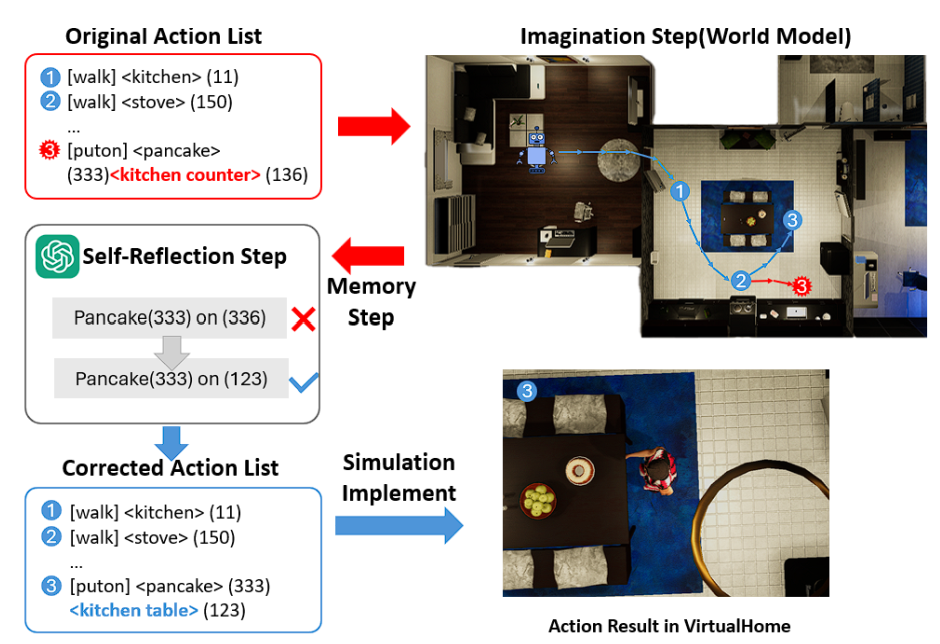 Original Action List
1 [walk] <kitchen> (11)
2 [walk] <stove> (150)
...
3 [puton] <pancake>
(333)<kitchen counter> (136)
Imagination Step(World Model)
1
3
2
3
Self-Reflection Step
Pancake(333) on (336)
Pancake(333) on (123)
Memory
Step
Corrected Action List
1 [walk] <kitchen> (11)
2 [walk] <stove> (150)
...
3 [puton] <pancake> (333)
<kitchen table> (123)
Simulation
Implement
3
Action Result in VirtualHome